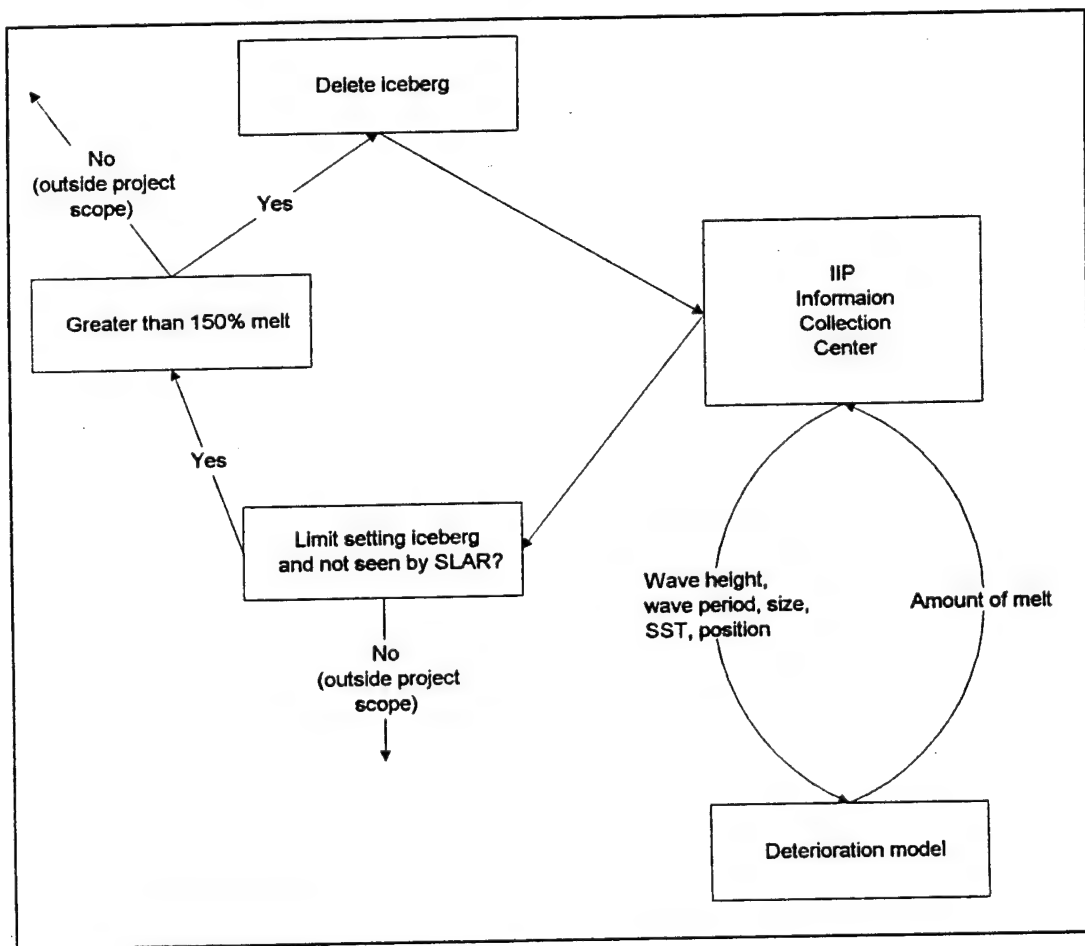 Delete iceberg
No
(outside project
scope)
Yes
IIP
Informaion
Collection
Center
Greater than 150% melt
Yes
Limit setting iceberg
and not seen by SLAR?
Wave height,
wave period, size,
SST, position
Amount of melt
No
(outside project
scope)
Deterioration model